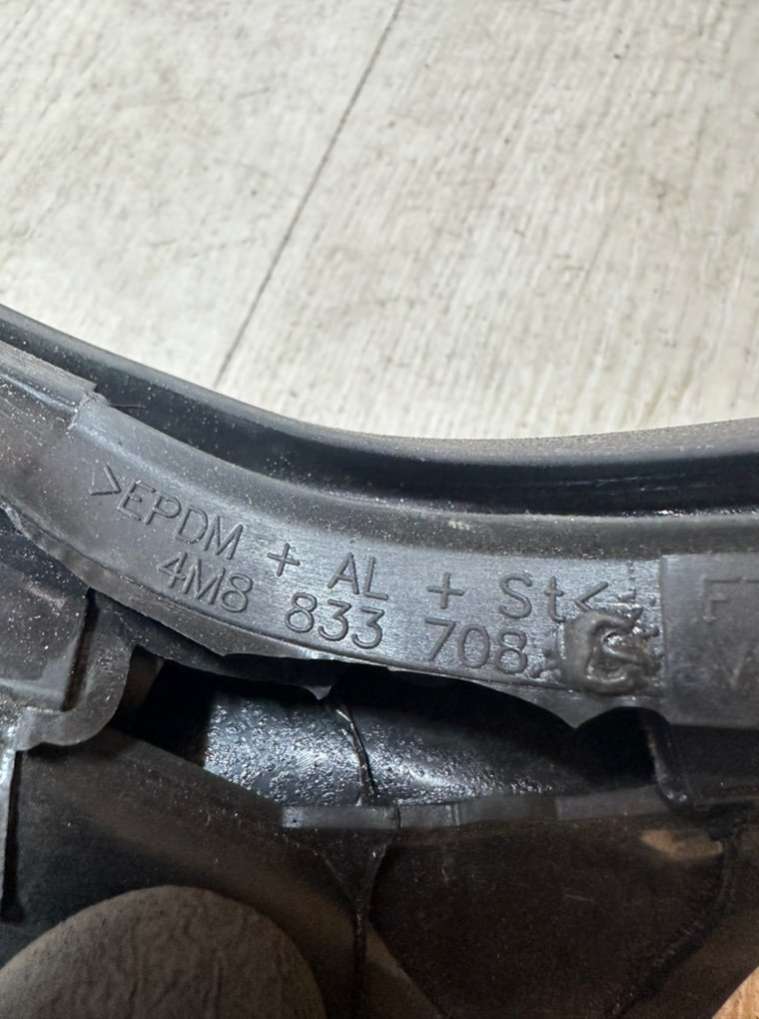 >EPDM + AL + St<
4M8 833 708